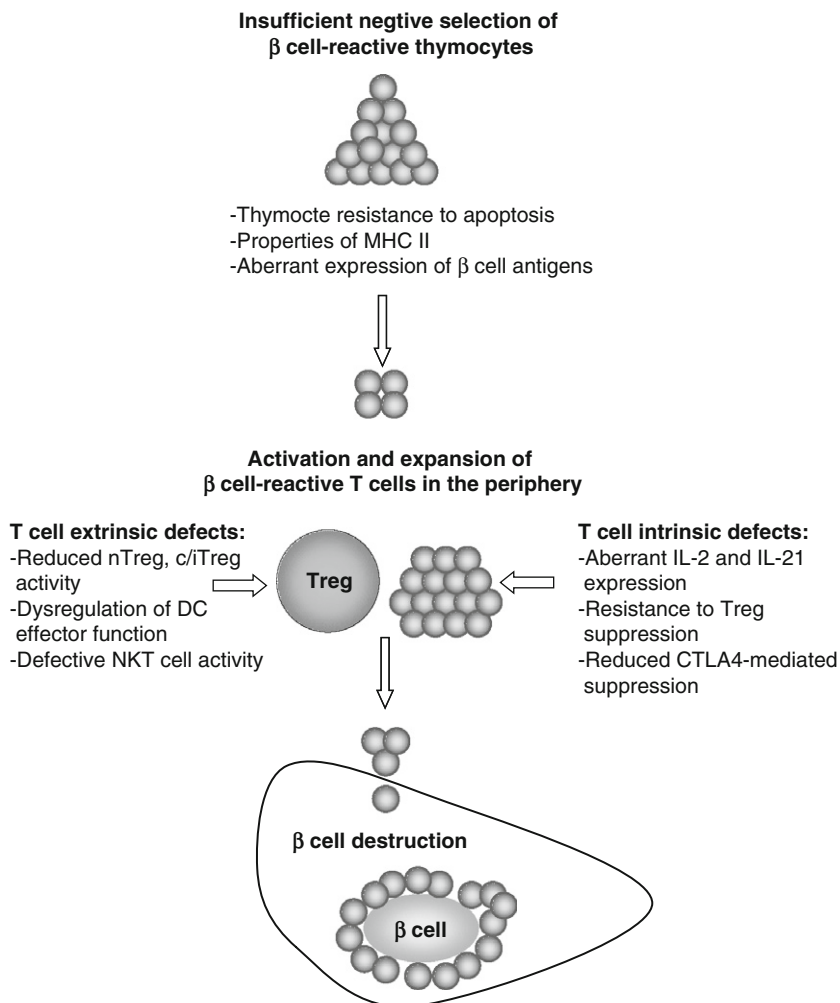 Insufficient negtive selection of
β cell-reactive thymocytes
-Thymocte resistance to apoptosis
-Properties of MHC II
-Aberrant expression of β cell antigens
Activation and expansion of
β cell-reactive T cells in the periphery
T cell extrinsic defects:
-Reduced nTreg, c/iTreg
activity
-Dysregulation of DC
effector function
-Defective NKT cell activity
Treg
T cell intrinsic defects:
-Aberrant IL-2 and IL-21
expression
-Resistance to Treg
suppression
-Reduced CTLA4-mediated
suppression
β cell destruction
β cell